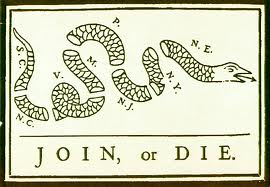 S.C.
N.C.
V.
M.
P.
N.J.
N.Y.
N.E.
JOIN, or DIE.